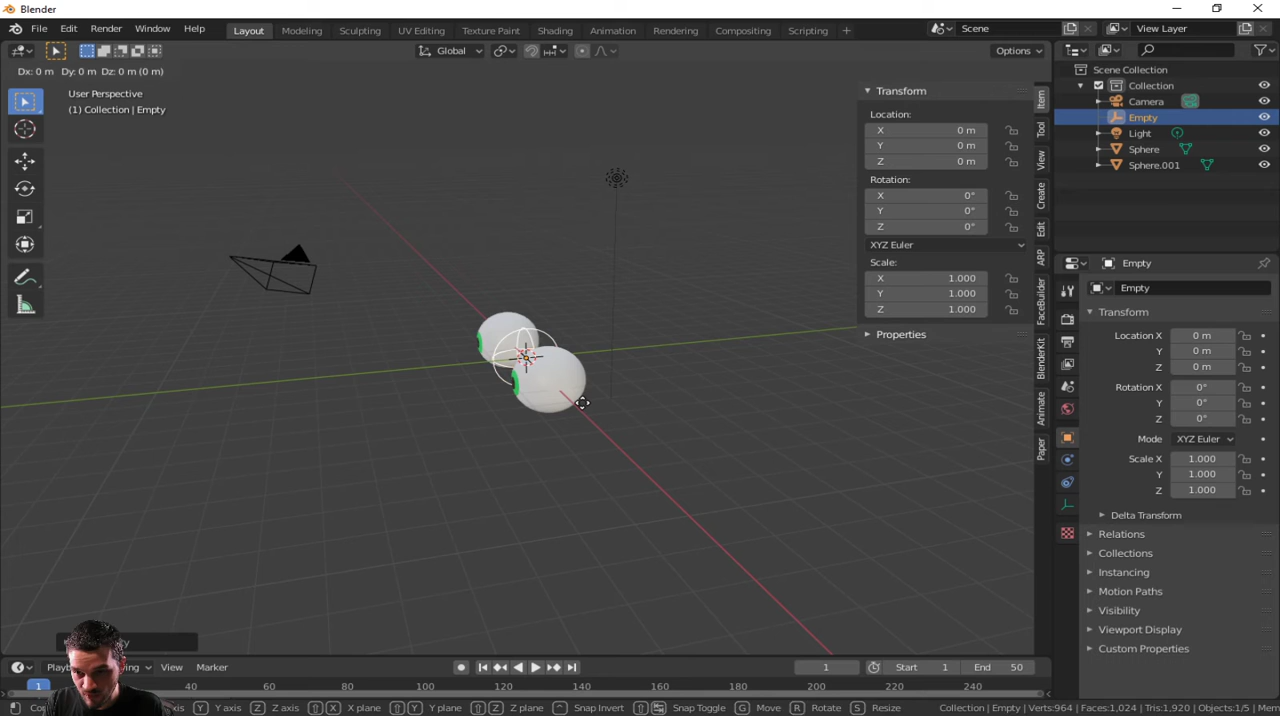 Blender
File Edit Render Window Help
Layout Modeling Sculpting UV Editing Texture Paint Shading Animation Rendering Compositing Scripting +
Scene
View Layer
Global
Options
Dx: 0 m Dy: 0 m Dz: 0 m (0 m)
User Perspective
(1) Collection | Empty
Transform
Location:
X 0 m
Y 0 m
Z 0 m
Rotation:
X 0°
Y 0°
Z 0°
XYZ Euler
Scale:
X 1.000
Y 1.000
Z 1.000
Properties
Item
Tool
View
Create
Edit
ARP
FaceBuilder
BlenderKit
Animate
Paper
Scene Collection
Collection
Camera
Empty
Light
Sphere
Sphere.001
Empty
Empty
Transform
Location X 0 m
Y 0 m
Z 0 m
Rotation X 0°
Y 0°
Z 0°
Mode XYZ Euler
Scale X 1.000
Y 1.000
Z 1.000
Delta Transform
Relations
Collections
Instancing
Motion Paths
Visibility
Viewport Display
Custom Properties
View Marker
1 Start 1 End 50
1 40 60 80 100 120 140 160 180 200 220 240
Y Y axis Z Z axis X X plane Y Y plane Z Z plane Snap Invert Snap Toggle G Move R Rotate S Resize
Collection | Empty | Verts:964 | Tris:1,920 | Objects:1/5 | Memory: 1,024